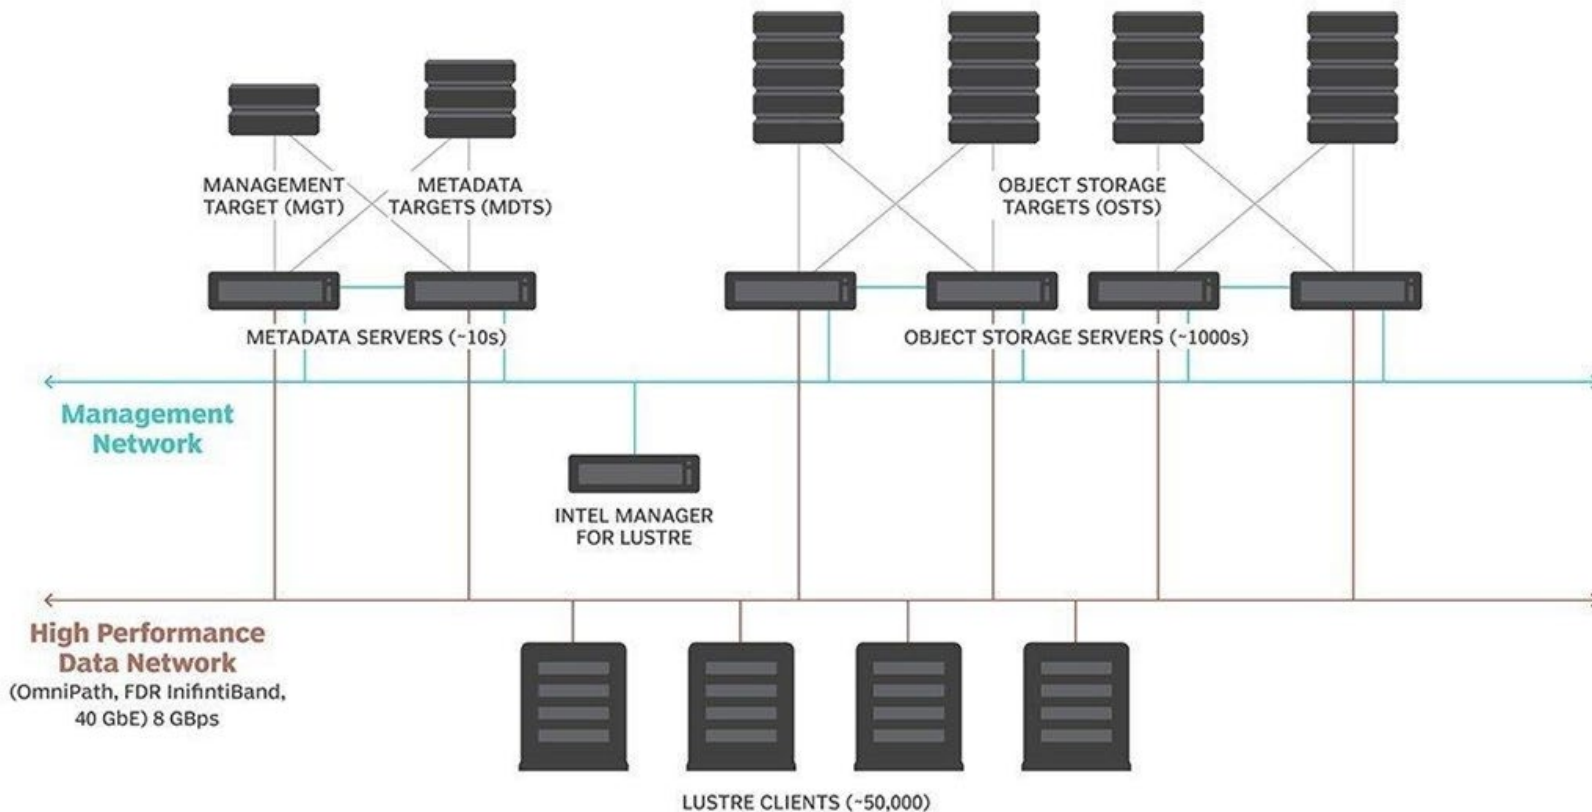 MANAGEMENT
TARGET (MGT)
METADATA
TARGETS (MDTS)
OBJECT STORAGE
TARGETS (OSTS)
METADATA SERVERS (~10s)
OBJECT STORAGE SERVERS (~1000s)
Management
Network
INTEL MANAGER
FOR LUSTRE
High Performance
Data Network
(OmniPath, FDR InifintiBand,
40 GbE) 8 GBps
LUSTRE CLIENTS (~50,000)